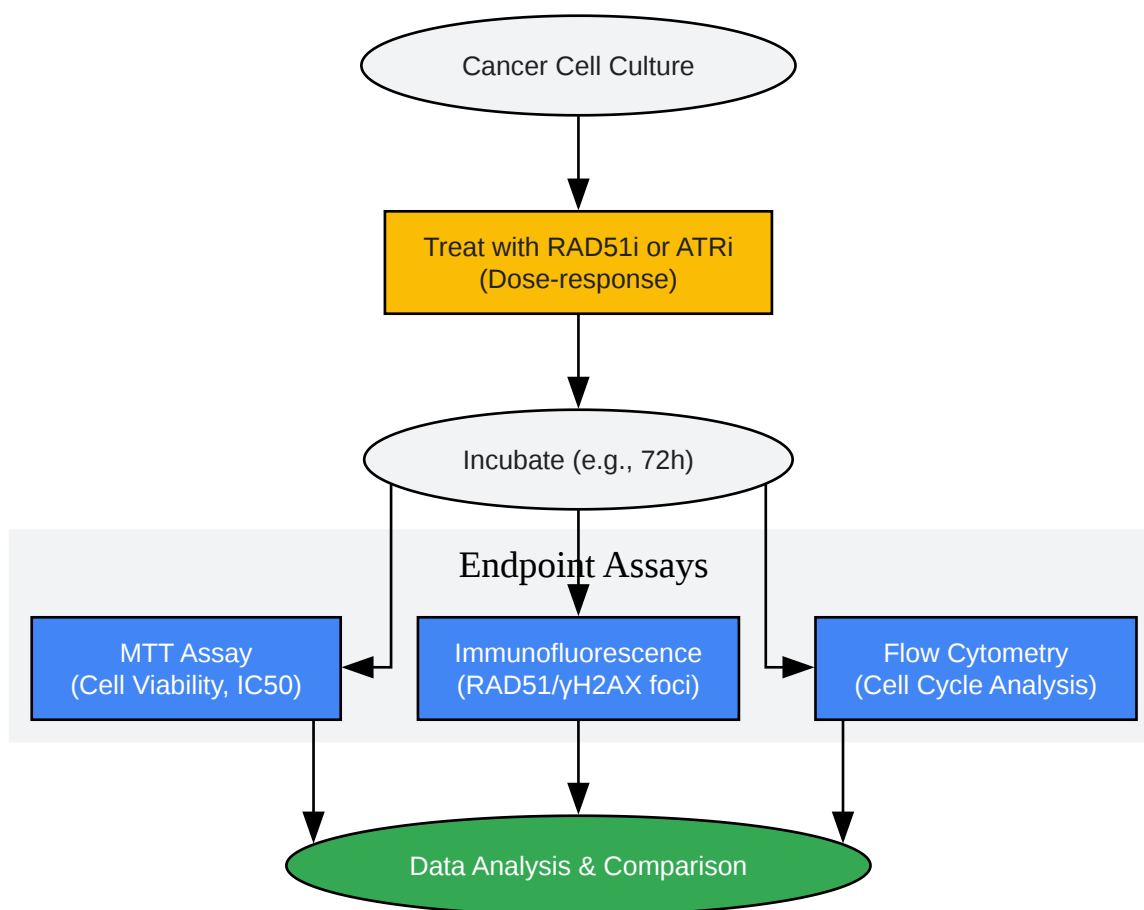 Cancer Cell Culture
Treat with RAD51i or ATRi
(Dose-response)
Incubate (e.g., 72h)
Endpoint Assays
MTT Assay
(Cell Viability, IC50)
Immunofluorescence
(RAD51/γH2AX foci)
Flow Cytometry
(Cell Cycle Analysis)
Data Analysis & Comparison